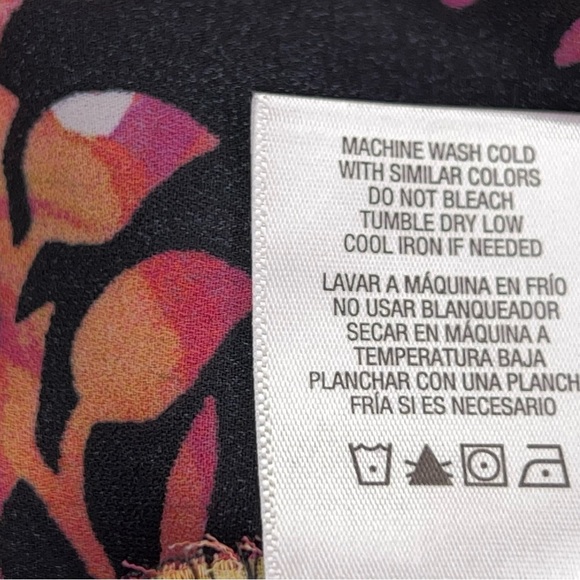 MACHINE WASH COLD
WITH SIMILAR COLORS
DO NOT BLEACH
TUMBLE DRY LOW
COOL IRON IF NEEDED
LAVAR A MÁQUINA EN FRÍO
NO USAR BLANQUEADOR
SECAR EN MÁQUINA A
TEMPERATURA BAJA
PLANCHAR CON UNA PLANCH
FRÍA SI ES NECESARIO